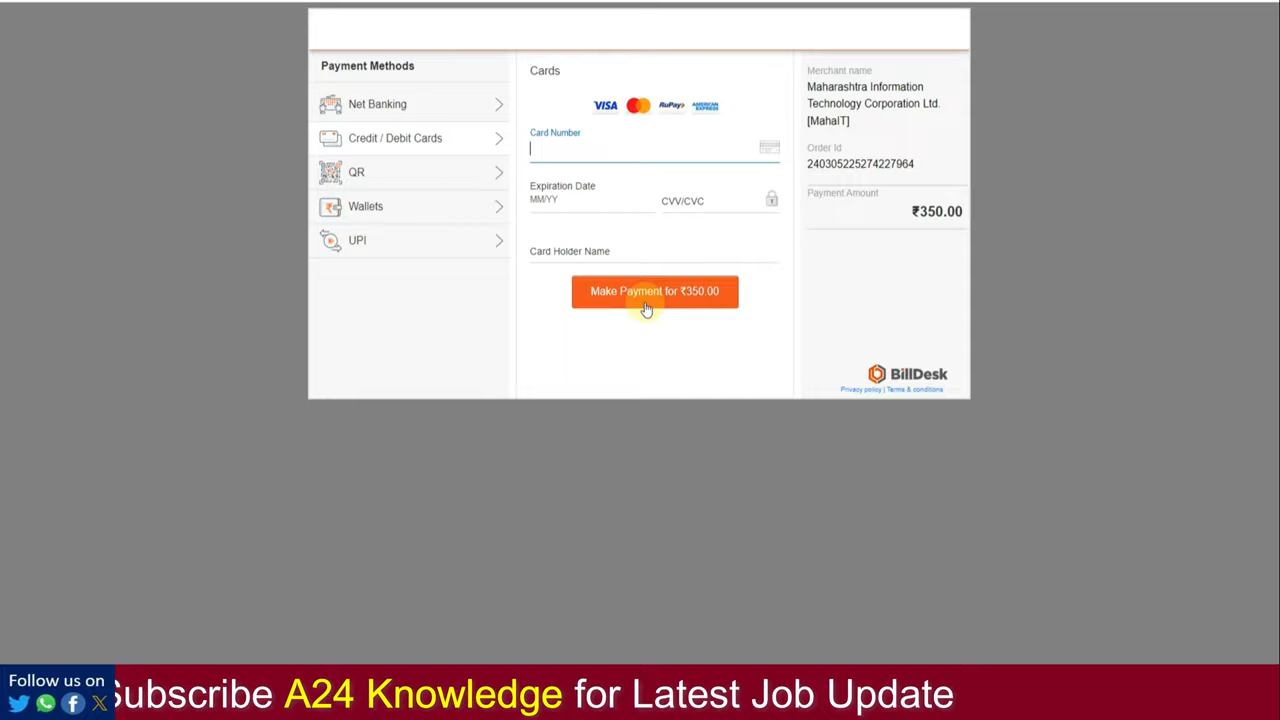 Payment Methods
Net Banking
Credit / Debit Cards
QR
Wallets
UPI
Cards
VISA RuPay AMERICAN EXPRESS
Card Number
Expiration Date
MM/YY
CVV/CVC
Card Holder Name
Make Payment for ₹350.00
Merchant name
Maharashtra Information
Technology Corporation Ltd.
[MahaIT]
Order Id
240305225274227964
Payment Amount
₹350.00
BillDesk
Privacy policy | Terms & conditions
Follow us on
Subscribe A24 Knowledge for Latest Job Update